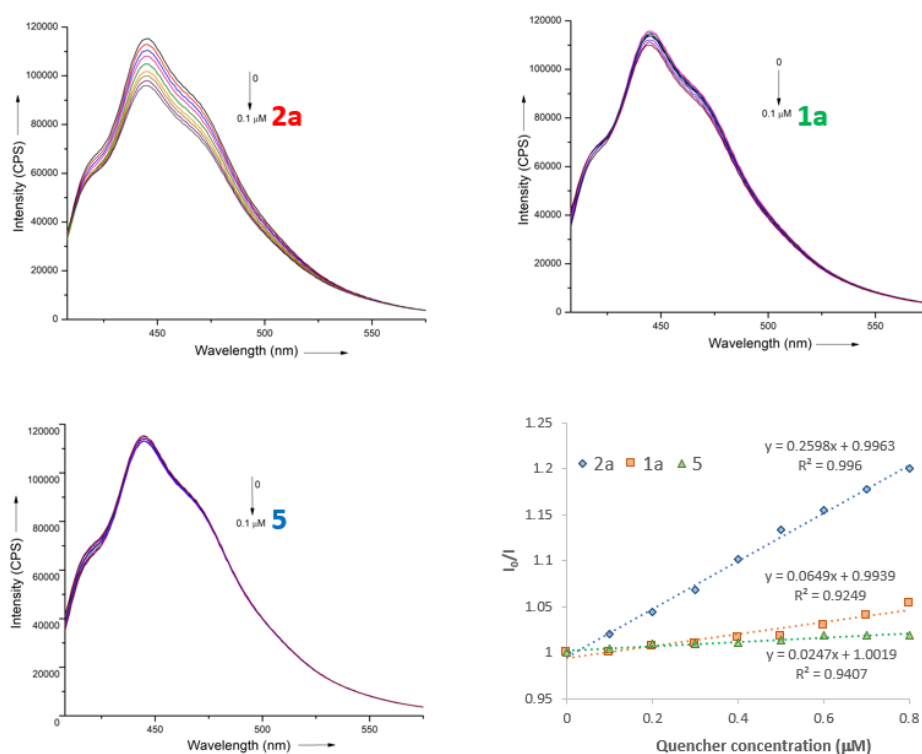 120000
100000
80000
60000
40000
20000
0
Intensity (CPS)
0
0.1 μM 2a
450
500
550
Wavelength (nm)
120000
100000
80000
60000
40000
20000
0
Intensity (CPS)
0
0.1 μM 1a
450
500
550
Wavelength (nm)
120000
100000
80000
60000
40000
20000
0
Intensity (CPS)
0
0.1 μM 5
0
450
500
550
Wavelength (nm)
1.25
1.2
1.15
1.1
1.05
1
0.95
I0/I
2a 1a 5
y = 0.2598x + 0.9963
R² = 0.996
y = 0.0649x + 0.9939
R² = 0.9249
y = 0.0247x + 1.0019
R² = 0.9407
0 0.2 0.4 0.6 0.8
Quencher concentration (μM)